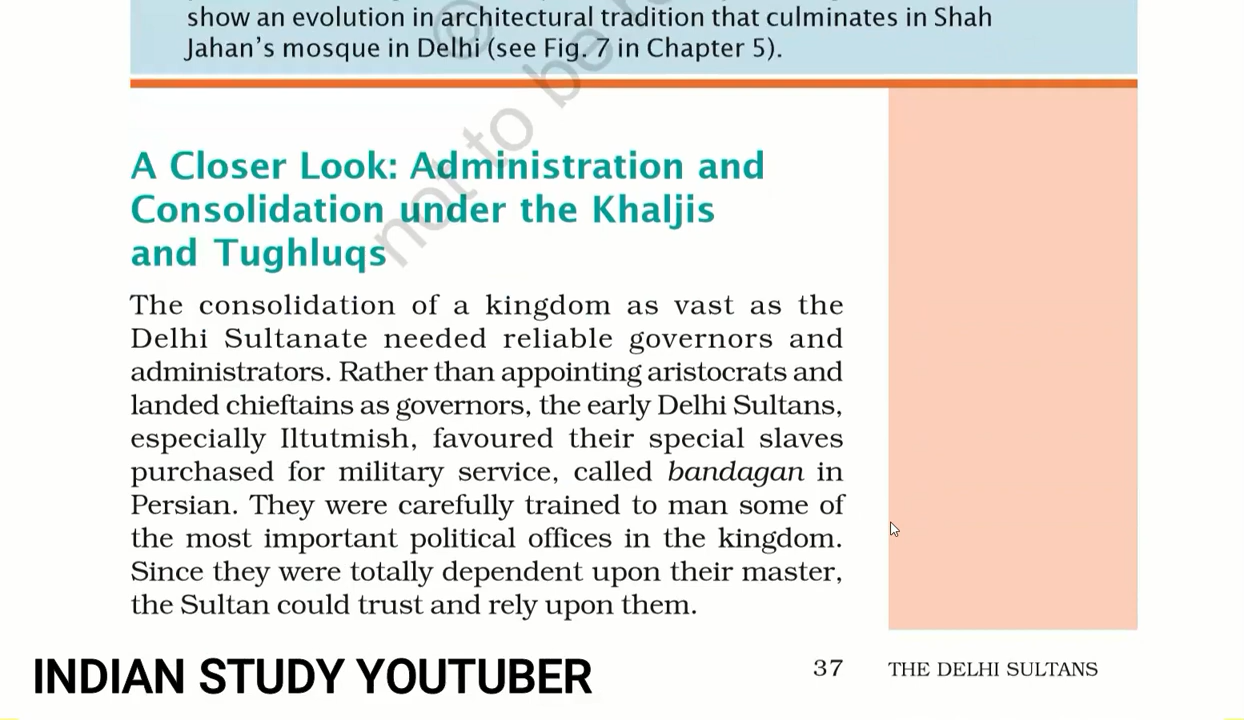 show an evolution in architectural tradition that culminates in Shah
Jahan's mosque in Delhi (see Fig. 7 in Chapter 5).
A Closer Look: Administration and
Consolidation under the Khaljis
and Tughluqs
The consolidation of a kingdom as vast as the
Delhi Sultanate needed reliable governors and
administrators. Rather than appointing aristocrats and
landed chieftains as governors, the early Delhi Sultans,
especially Iltutmish, favoured their special slaves
purchased for military service, called bandagan in
Persian. They were carefully trained to man some of
the most important political offices in the kingdom.
Since they were totally dependent upon their master,
the Sultan could trust and rely upon them.
37 THE DELHI SULTANS
INDIAN STUDY YOUTUBER
©
not to be